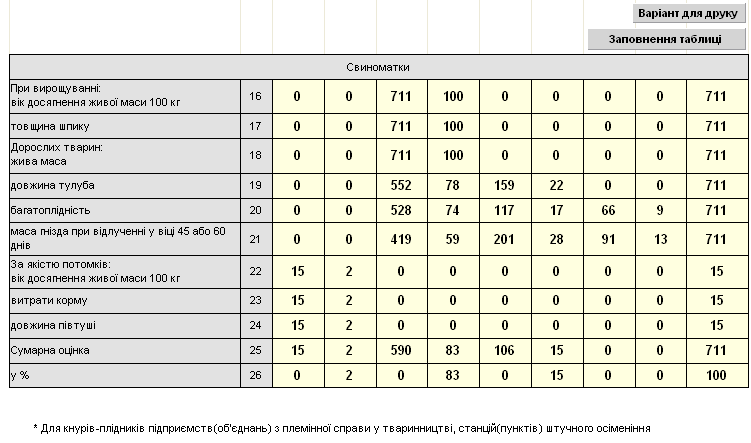 Варіант для друку
Заповнення таблиці
Свиноматки
При вирощуванні:
вік досягнення живої маси 100 кг 16 0 0 711 100 0 0 0 0 711
товщина шпику 17 0 0 711 100 0 0 0 0 711
Дорослих тварин:
жива маса 18 0 0 711 100 0 0 0 0 711
довжина тулуба 19 0 0 552 78 159 22 0 0 711
багатоплідність 20 0 0 528 74 117 17 66 9 711
маса гнізда при відлученні у віці 45 або 60
днів 21 0 0 419 59 201 28 91 13 711
За якістю потомків:
вік досягнення живої маси 100 кг 22 15 2 0 0 0 0 0 0 15
витрати корму 23 15 2 0 0 0 0 0 0 15
довжина півтуші 24 15 2 0 0 0 0 0 0 15
Сумарна оцінка 25 15 2 590 83 106 15 0 0 711
у % 26 0 2 0 83 0 15 0 0 100
* Для кнурів-плідників підприємств(об'єднань) з племінної справи у тваринництві, станцій(пунктів) штучного осіменіння